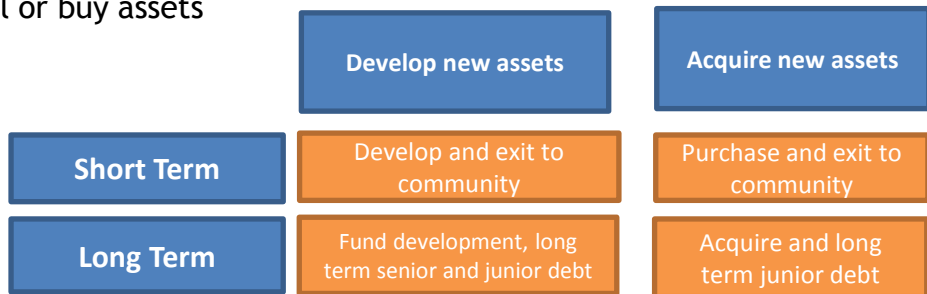 or buy assets
Develop new assets
Acquire new assets
Short Term
Develop and exit to
community
Purchase and exit to
community
Long Term
Fund development, long
term senior and junior debt
Acquire and long
term junior debt